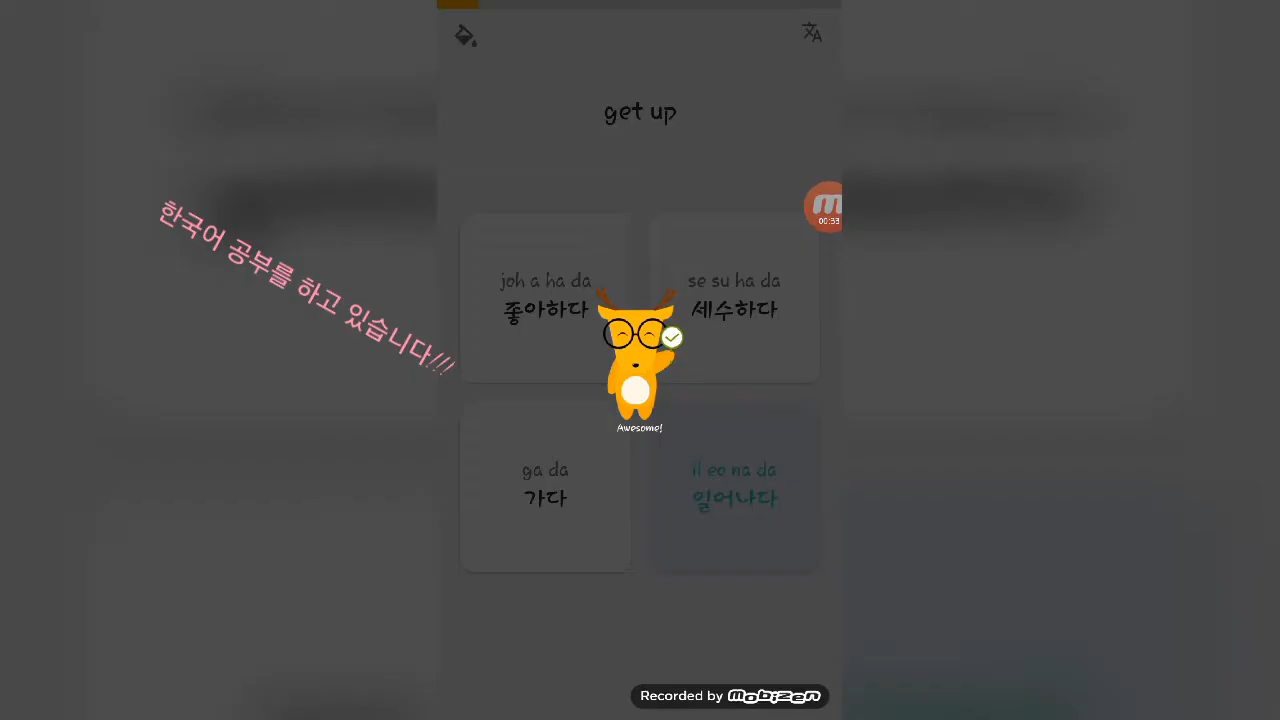 get up
00:33
한국어 공부를 하고 있습니다!!!
joh a ha da
좋아하다
se su ha da
세수하다
Awesome!
ga da
가다
il eo na da
일어나다
Recorded by mobizen